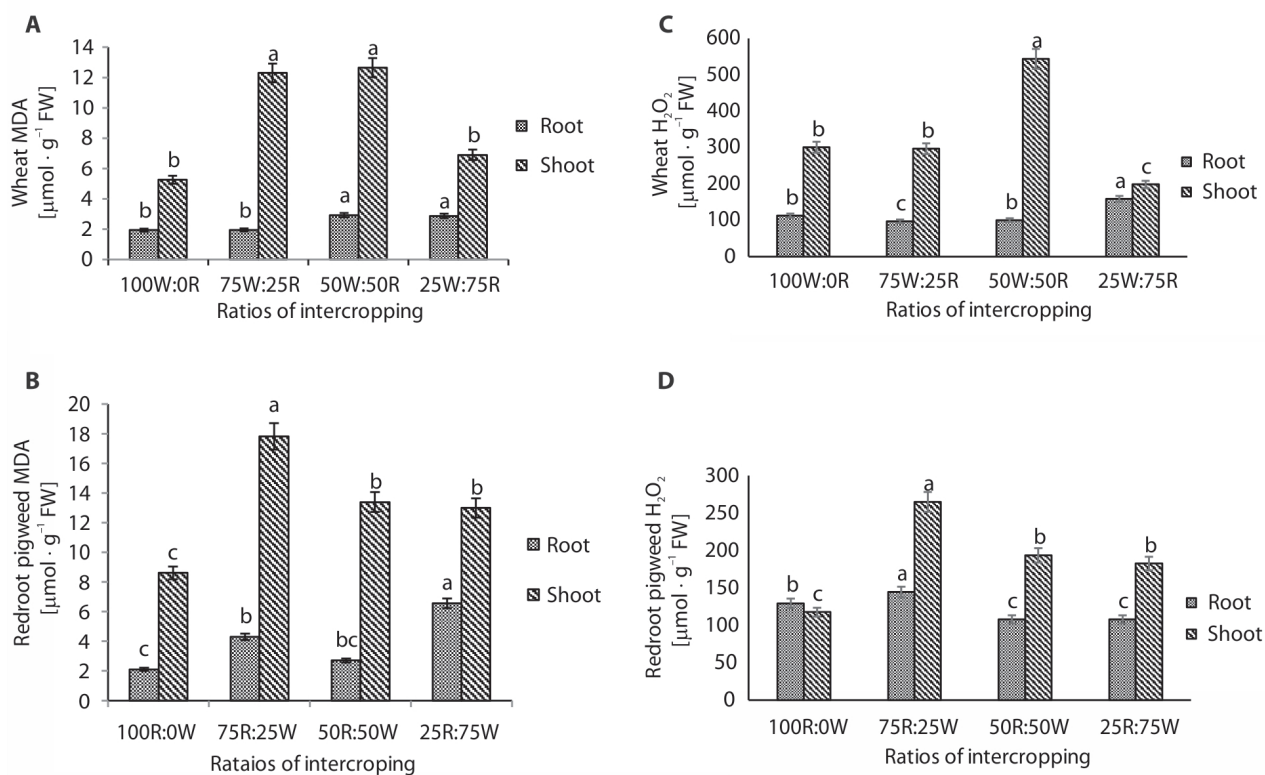 A
Wheat MDA
[μmol · g⁻¹ FW]
14
12
10
8
6
4
2
0
b
b
b
a
a
a
a
b
100W:0R
75W:25R
50W:50R
25W:75R
Ratios of intercropping
Root
Shoot
C
Wheat H₂O₂
[μmol · g⁻¹ FW]
600
500
400
300
200
100
0
b
b
c
b
b
a
a
c
100W:0R
75W:25R
50W:50R
25W:75R
Ratios of intercropping
Root
Shoot
B
Redroot pigweed MDA
[μmol · g⁻¹ FW]
20
18
16
14
12
10
8
6
4
2
0
c
c
b
a
bc
b
a
b
100R:0W
75R:25W
50R:50W
25R:75W
Rataios of intercroping
Root
Shoot
D
Redroot pigweed H₂O₂
[μmol · g⁻¹ FW]
300
250
200
150
100
50
0
b
c
a
a
c
b
c
b
100R:0W
75R:25W
50R:50W
25R:75W
Ratios of intercropping
Root
Shoot